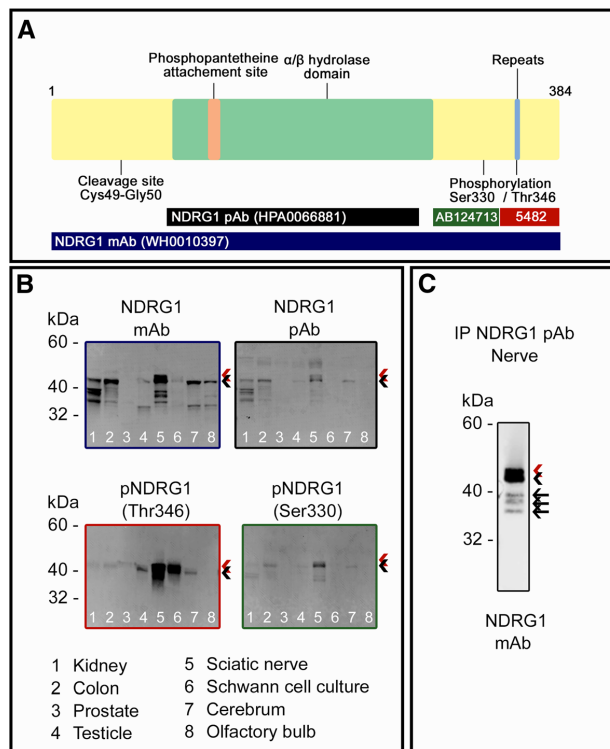 A
Phosphopantetheine
attachement site
α/β hydrolase
domain
Repeats
1
384
Cleavage site
Cys49-Gly50
Phosphorylation
Ser330 / Thr346
NDRG1 pAb (HPA0066881)
AB124713
5482
NDRG1 mAb (WH0010397)
B
NDRG1
mAb
NDRG1
pAb
kDa
60 -
40 -
32 -
1 2 3 4 5 6 7 8
1 2 3 4 5 6 7 8
pNDRG1
(Thr346)
pNDRG1
(Ser330)
kDa
60 -
40 -
32 -
1 2 3 4 5 6 7 8
1 2 3 4 5 6 7 8
1 Kidney
2 Colon
3 Prostate
4 Testicle
5 Sciatic nerve
6 Schwann cell culture
7 Cerebrum
8 Olfactory bulb
C
IP NDRG1 pAb
Nerve
kDa
60 -
40 -
32 -
NDRG1
mAb